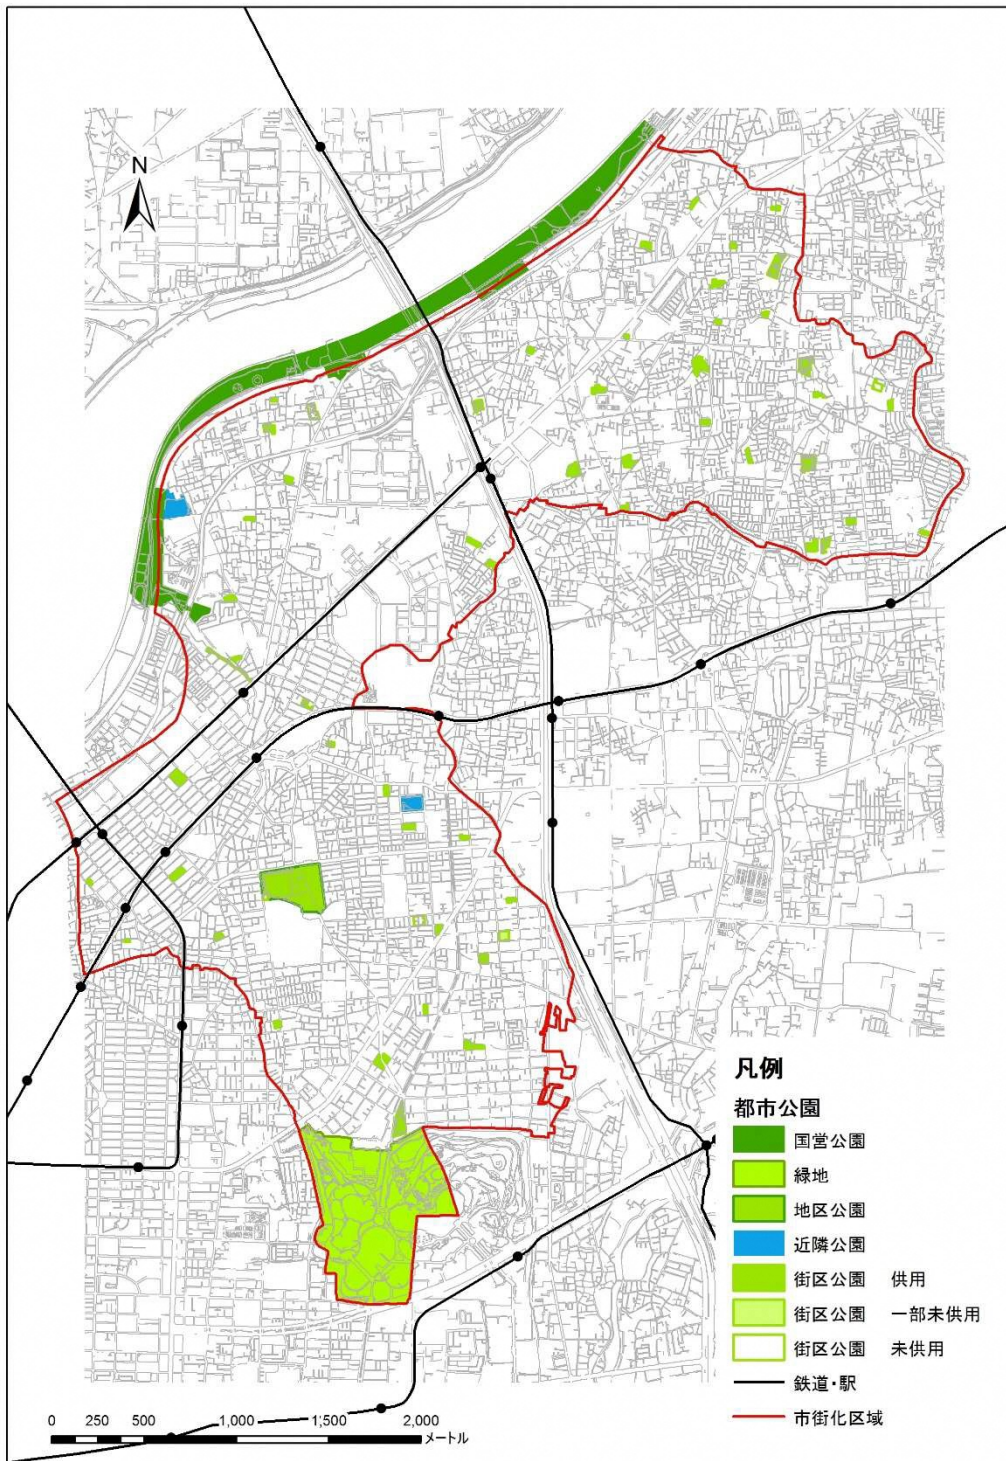 N
凡例
都市公園
国営公園
緑地
地区公園
近隣公園
街区公園 供用
街区公園 一部未供用
街区公園 未供用
鉄道・駅
市街化区域
0 250 500 1,000 1,500 2,000
メートル